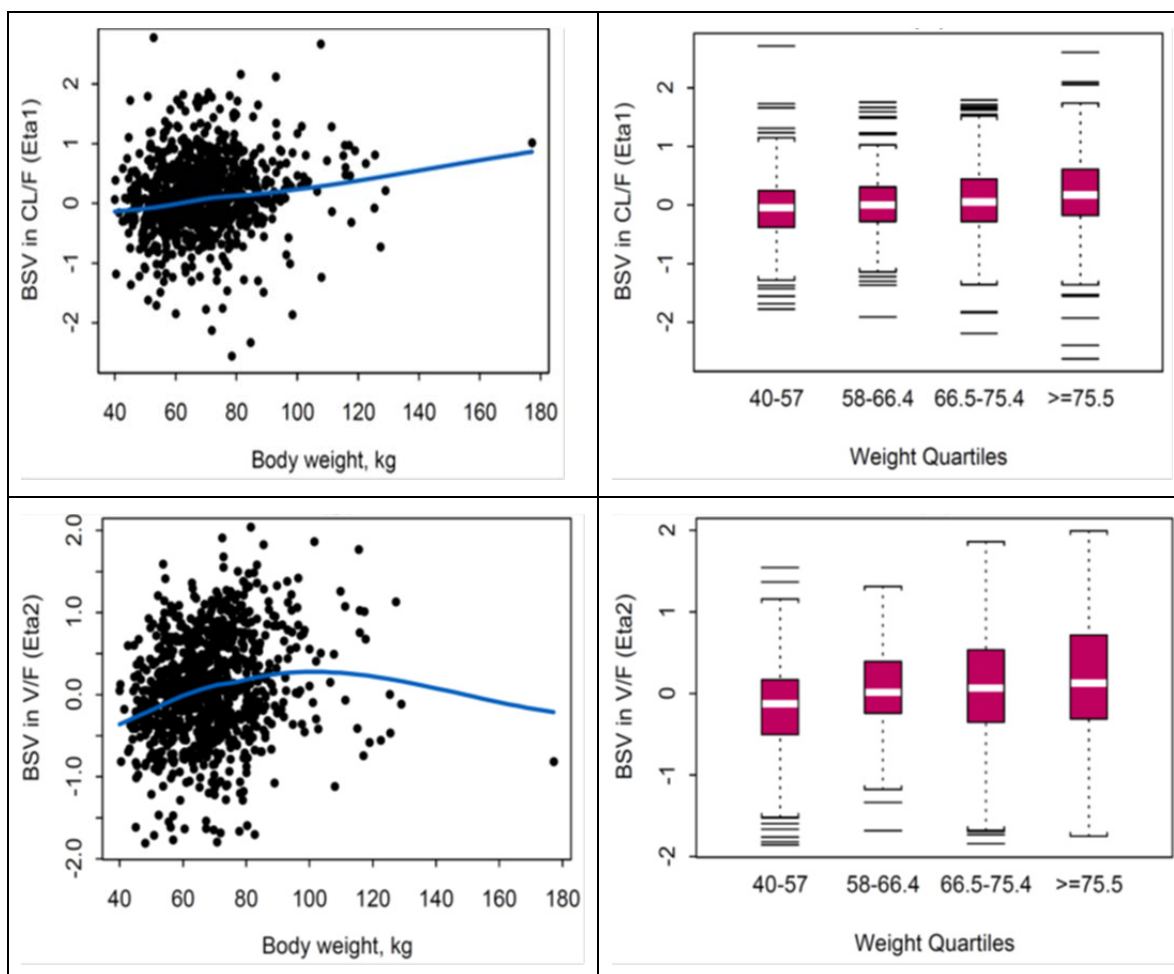 BSV in CL/F (Eta1)
2
1
0
-1
-2
40 60 80 100 120 140 160 180
Body weight, kg
BSV in CL/F (Eta1)
2
1
0
-1
-2
40-57 58-66.4 66.5-75.4 >=75.5
Weight Quartiles
BSV in V/F (Eta2)
2.0
1.0
0.0
-1.0
-2.0
40 60 80 100 120 140 160 180
Body weight, kg
BSV in V/F (Eta2)
2
1
0
-1
-2
40-57 58-66.4 66.5-75.4 >=75.5
Weight Quartiles